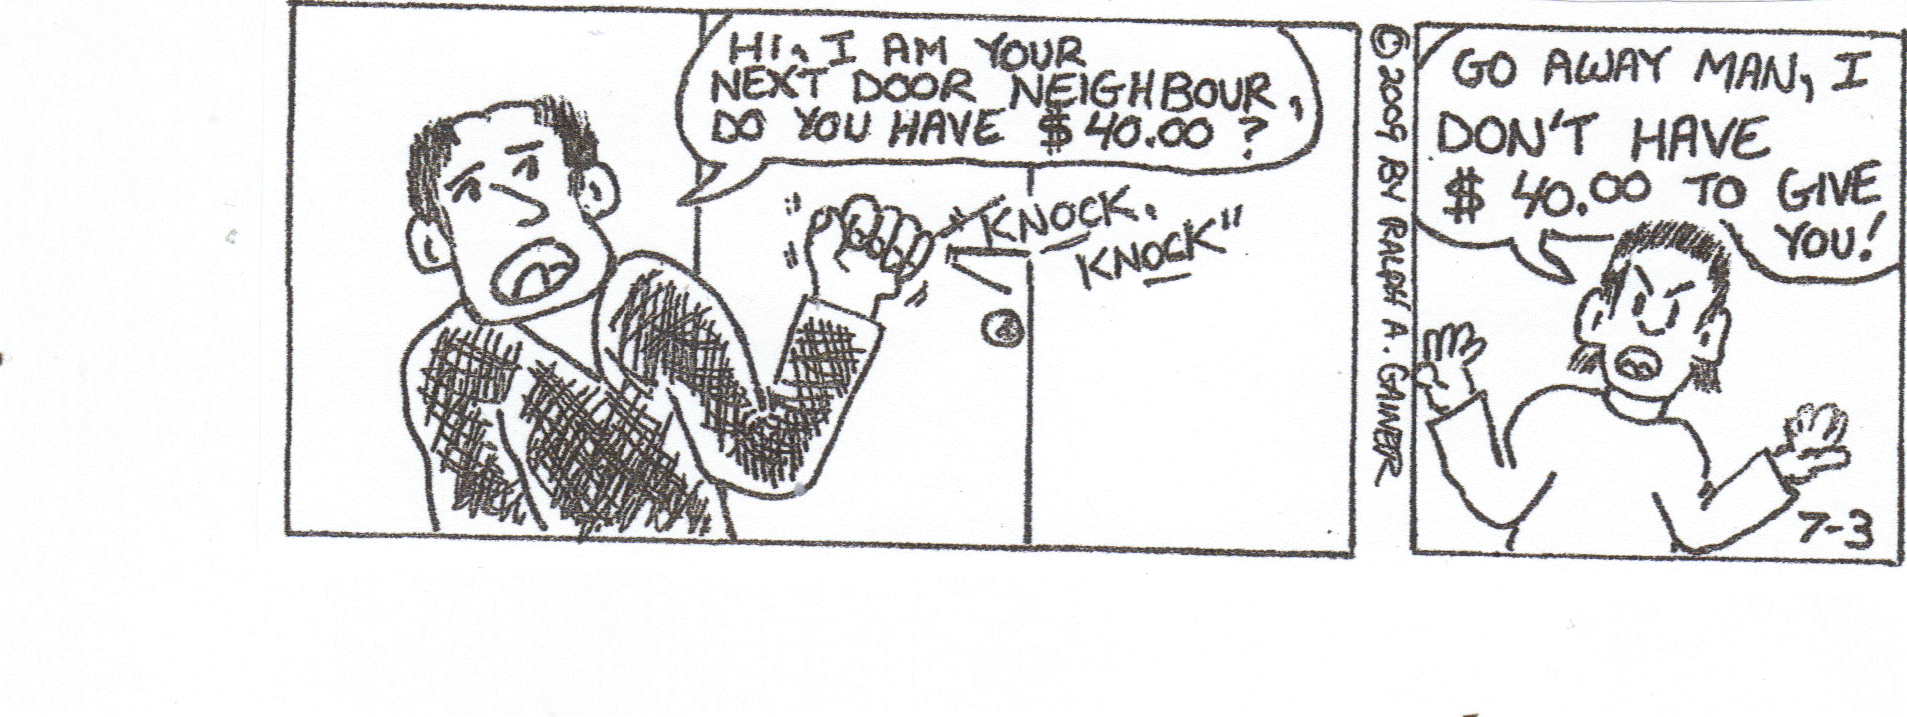 HI, I AM YOUR
NEXT DOOR NEIGHBOUR,
DO YOU HAVE $40.00?
"KNOCK,
KNOCK"
© 2009 BY RALPH A. GAINEUR
GO AWAY MAN, I
DON'T HAVE
$ 40.00 TO GIVE
YOU!
7-3